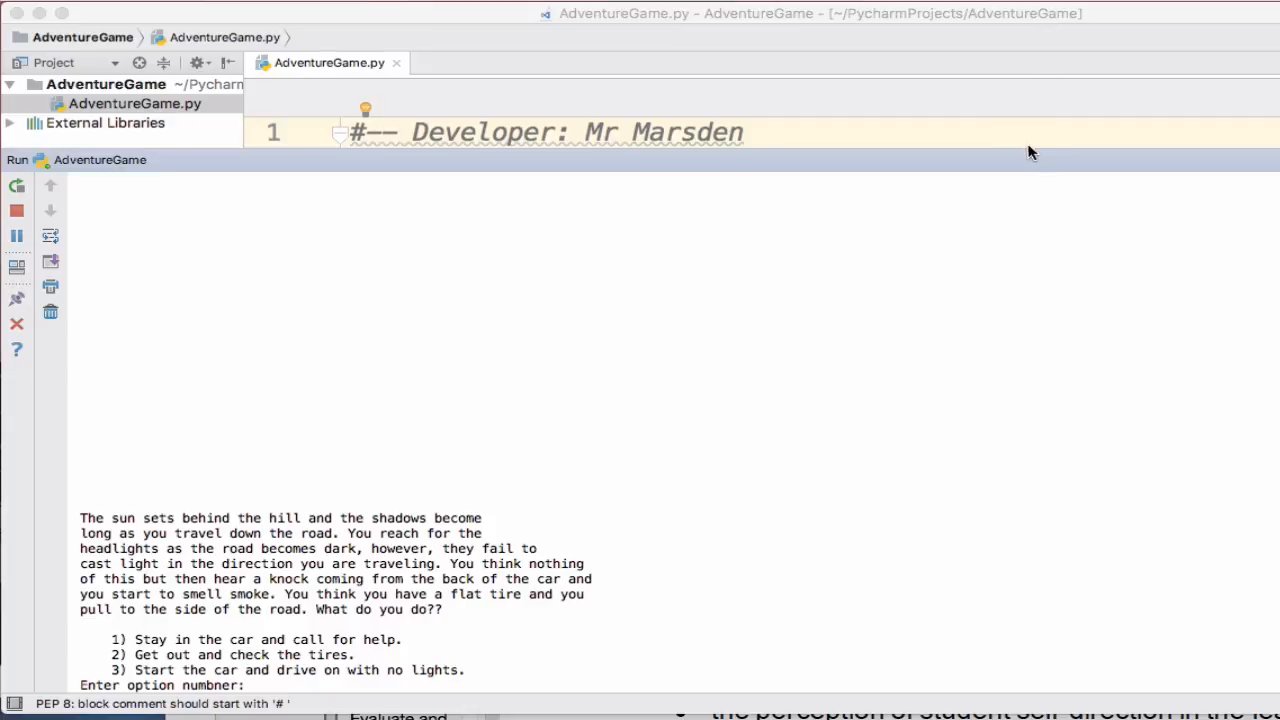 AdventureGame.py - AdventureGame - [~/PycharmProjects/AdventureGame]
AdventureGame AdventureGame.py
Project AdventureGame.py
AdventureGame ~/Pycharm
AdventureGame.py
External Libraries
1 #-- Developer: Mr Marsden
Run AdventureGame
The sun sets behind the hill and the shadows become
long as you travel down the road. You reach for the
headlights as the road becomes dark, however, they fail to
cast light in the direction you are traveling. You think nothing
of this but then hear a knock coming from the back of the car and
you start to smell smoke. You think you have a flat tire and you
pull to the side of the road. What do you do??
1) Stay in the car and call for help.
2) Get out and check the tires.
3) Start the car and drive on with no lights.
Enter option numbner:
PEP 8: block comment should start with '# '
Evaluate and
the perception of student self-direction in the